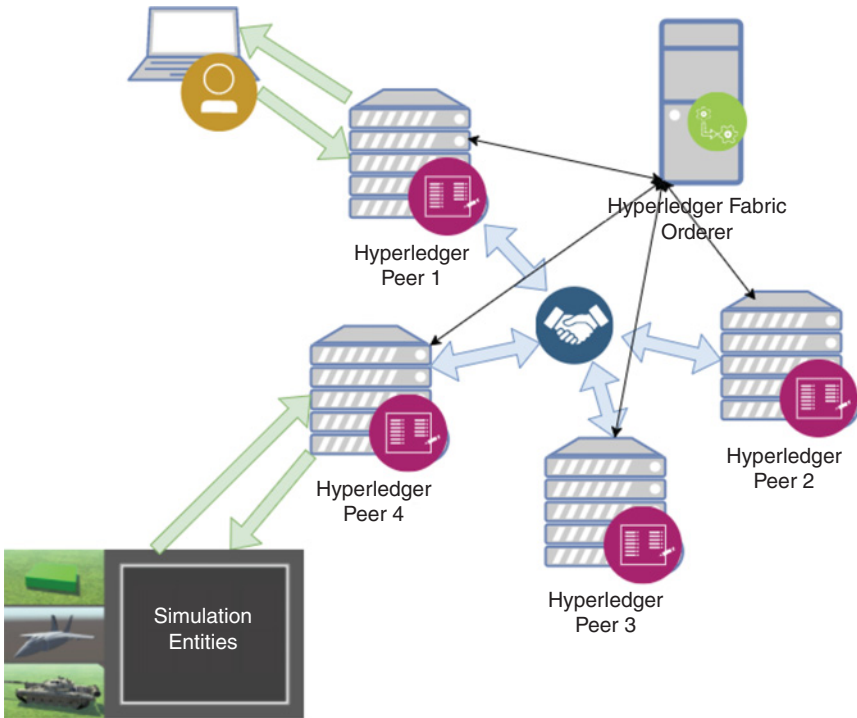 Hyperledger Fabric
Orderer
Hyperledger
Peer 1
Hyperledger
Peer 2
Hyperledger
Peer 4
Hyperledger
Peer 3
Simulation
Entities